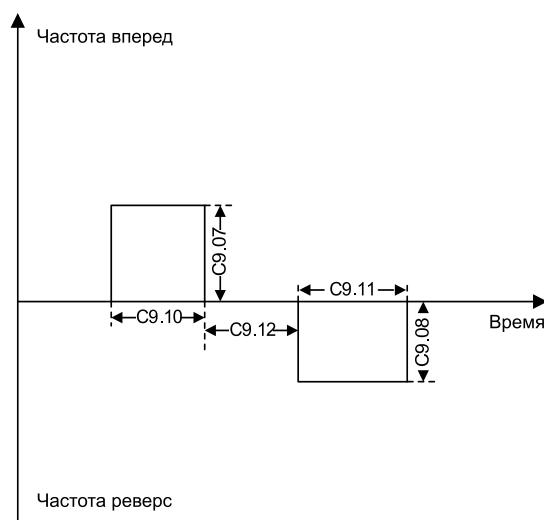 Частота вперед
C9.07
C9.11
C9.10
C9.12
C9.08
Время
Частота реверс